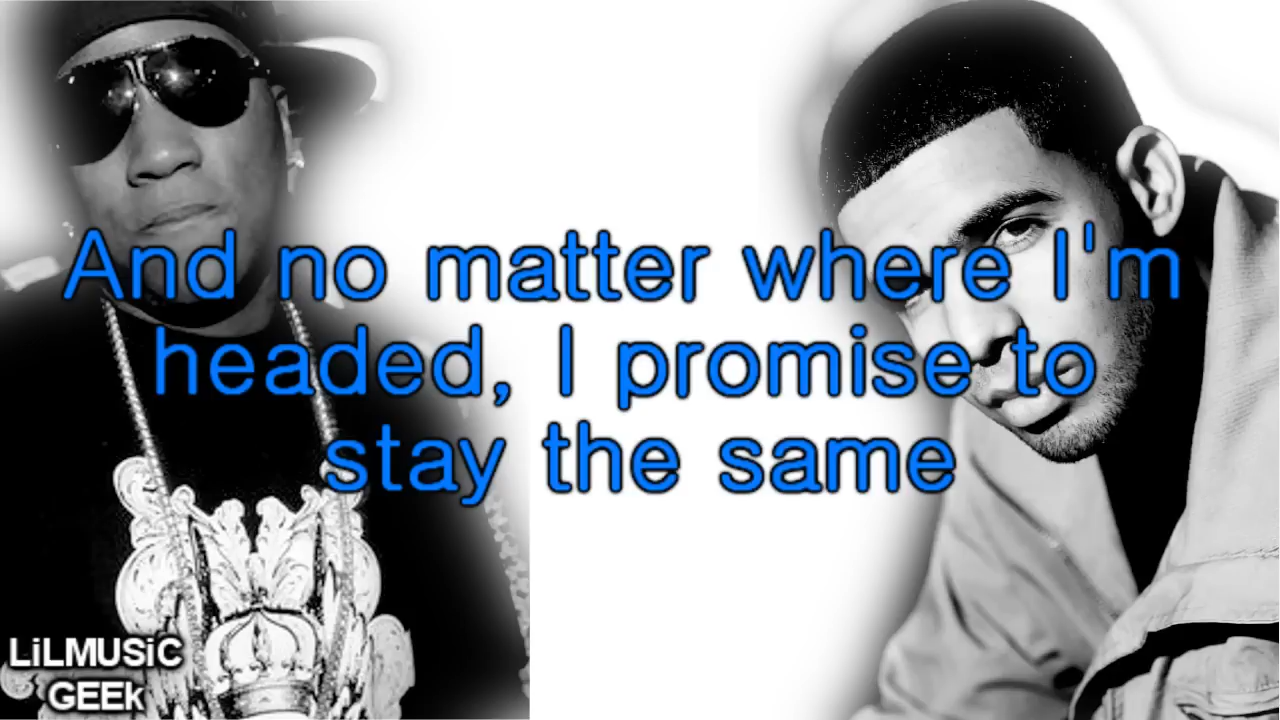 And no matter where I'm
headed, I promise to
stay the same
LiLMUSiC
GEEk